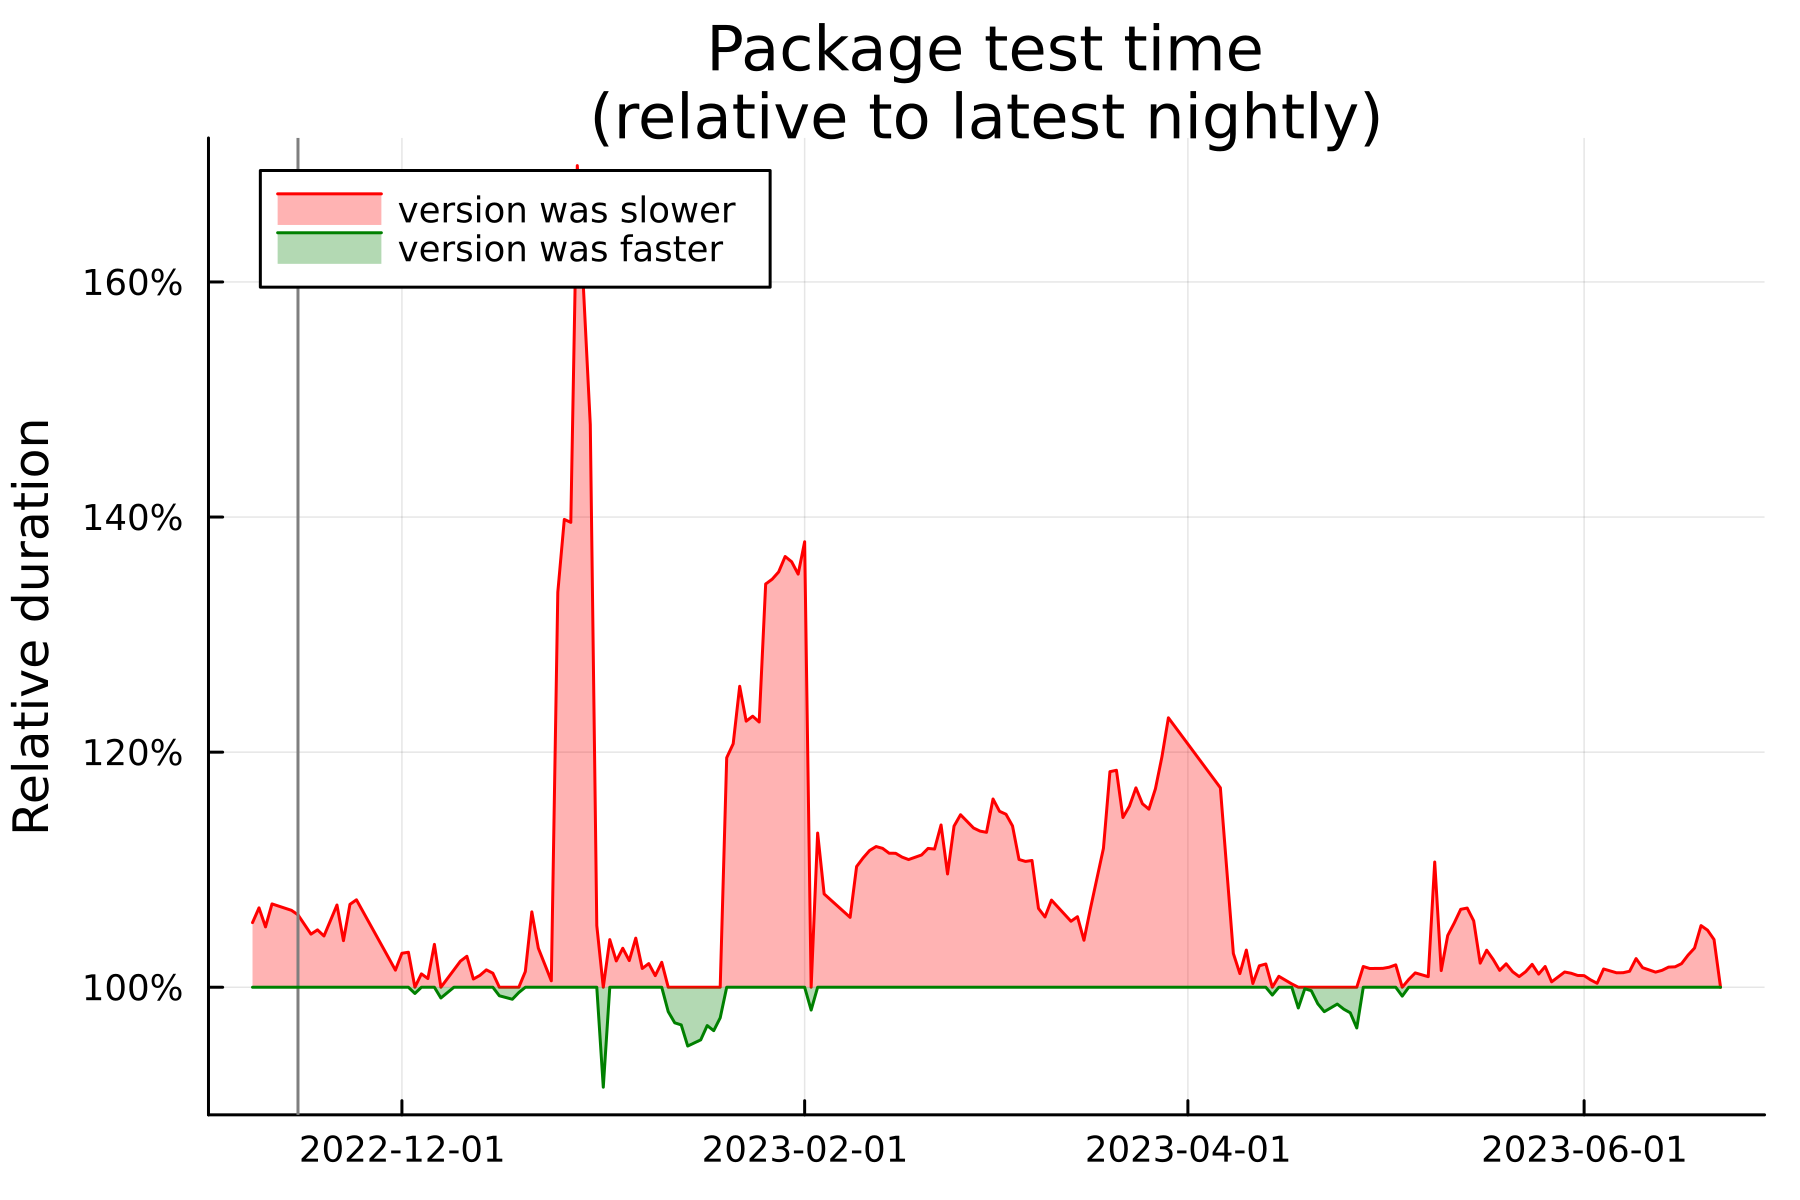 Package test time
(relative to latest nightly)
version was slower
version was faster
160%
140%
120%
100%
Relative duration
2022-12-01
2023-02-01
2023-04-01
2023-06-01